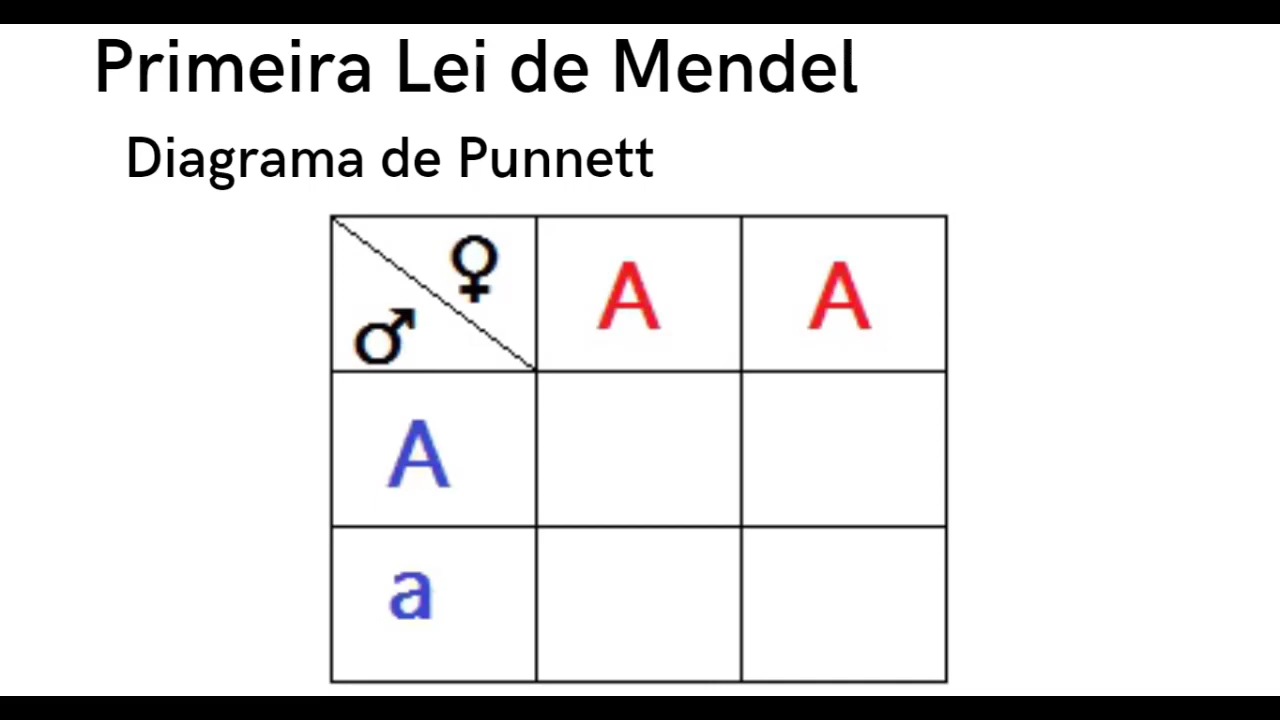 Primeira Lei de Mendel
Diagrama de Punnett
♀ A A
♂
A
a